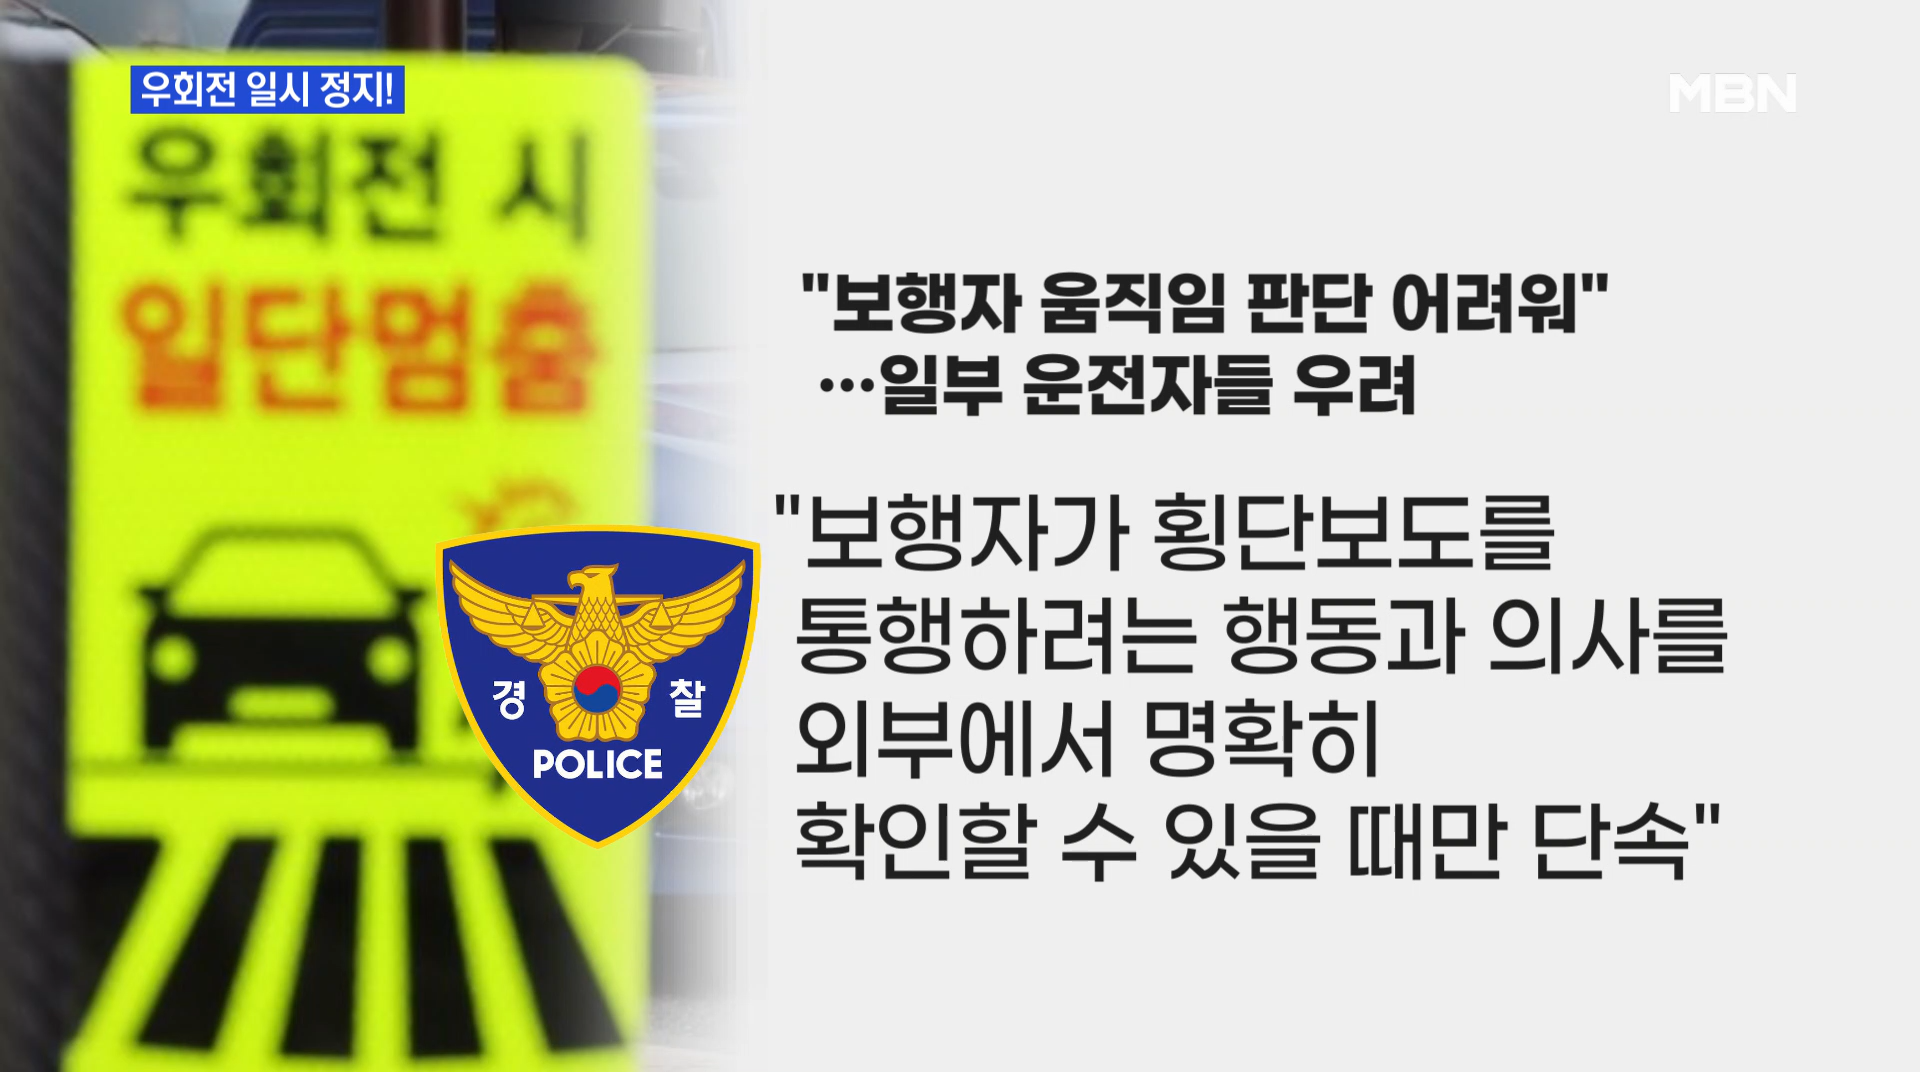 우회전 일시 정지!
MBN
우회전 시
일단멈춤
"보행자 움직임 판단 어려워"
…일부 운전자들 우려
"보행자가 횡단보도를
통행하려는 행동과 의사를
외부에서 명확히
확인할 수 있을 때만 단속"
경 찰
POLICE